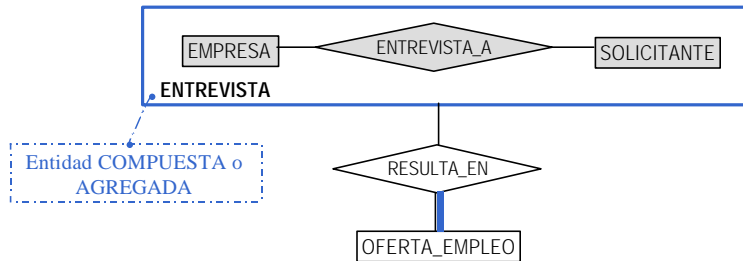 EMPRESA
ENTREVISTA_A
SOLICITANTE
ENTREVISTA
Entidad COMPUESTA o
AGREGADA
RESULTA_EN
OFERTA_EMPLEO